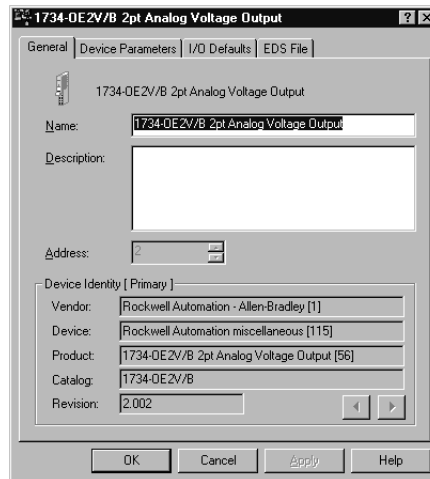 1734-OE2V/B 2pt Analog Voltage Output
General Device Parameters I/O Defaults EDS File
1734-OE2V/B 2pt Analog Voltage Output
Name: 1734-OE2V/B 2pt Analog Voltage Output
Description:
Address: 2
Device Identity [ Primary ]
Vendor: Rockwell Automation - Allen-Bradley [1]
Device: Rockwell Automation miscellaneous [115]
Product: 1734-OE2V/B 2pt Analog Voltage Output [56]
Catalog: 1734-OE2V/B
Revision: 2.002
OK Cancel Apply Help